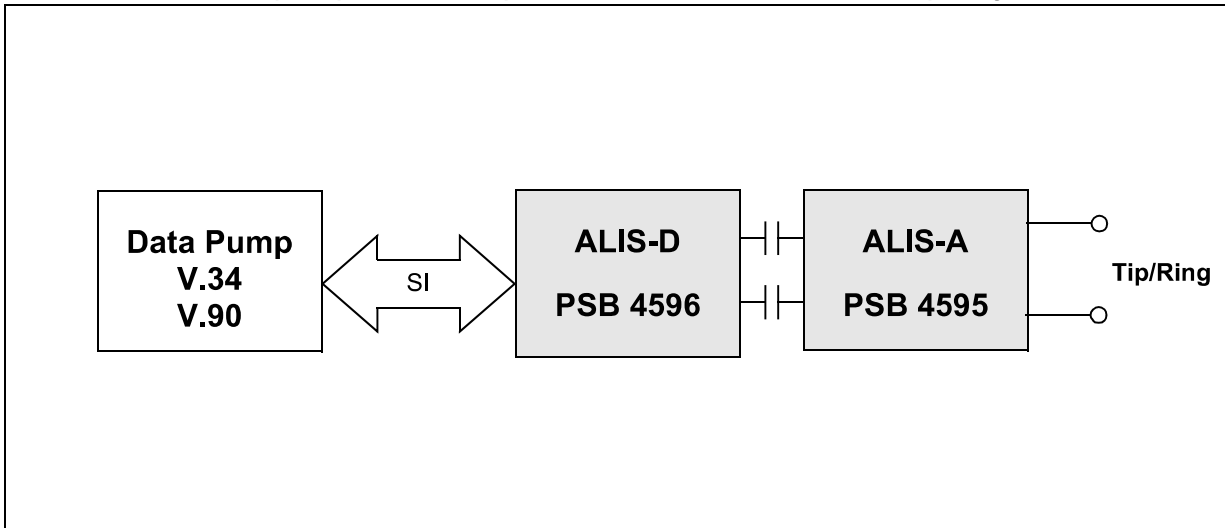 Data Pump
V.34
V.90
SI
ALIS-D
PSB 4596
ALIS-A
PSB 4595
Tip/Ring